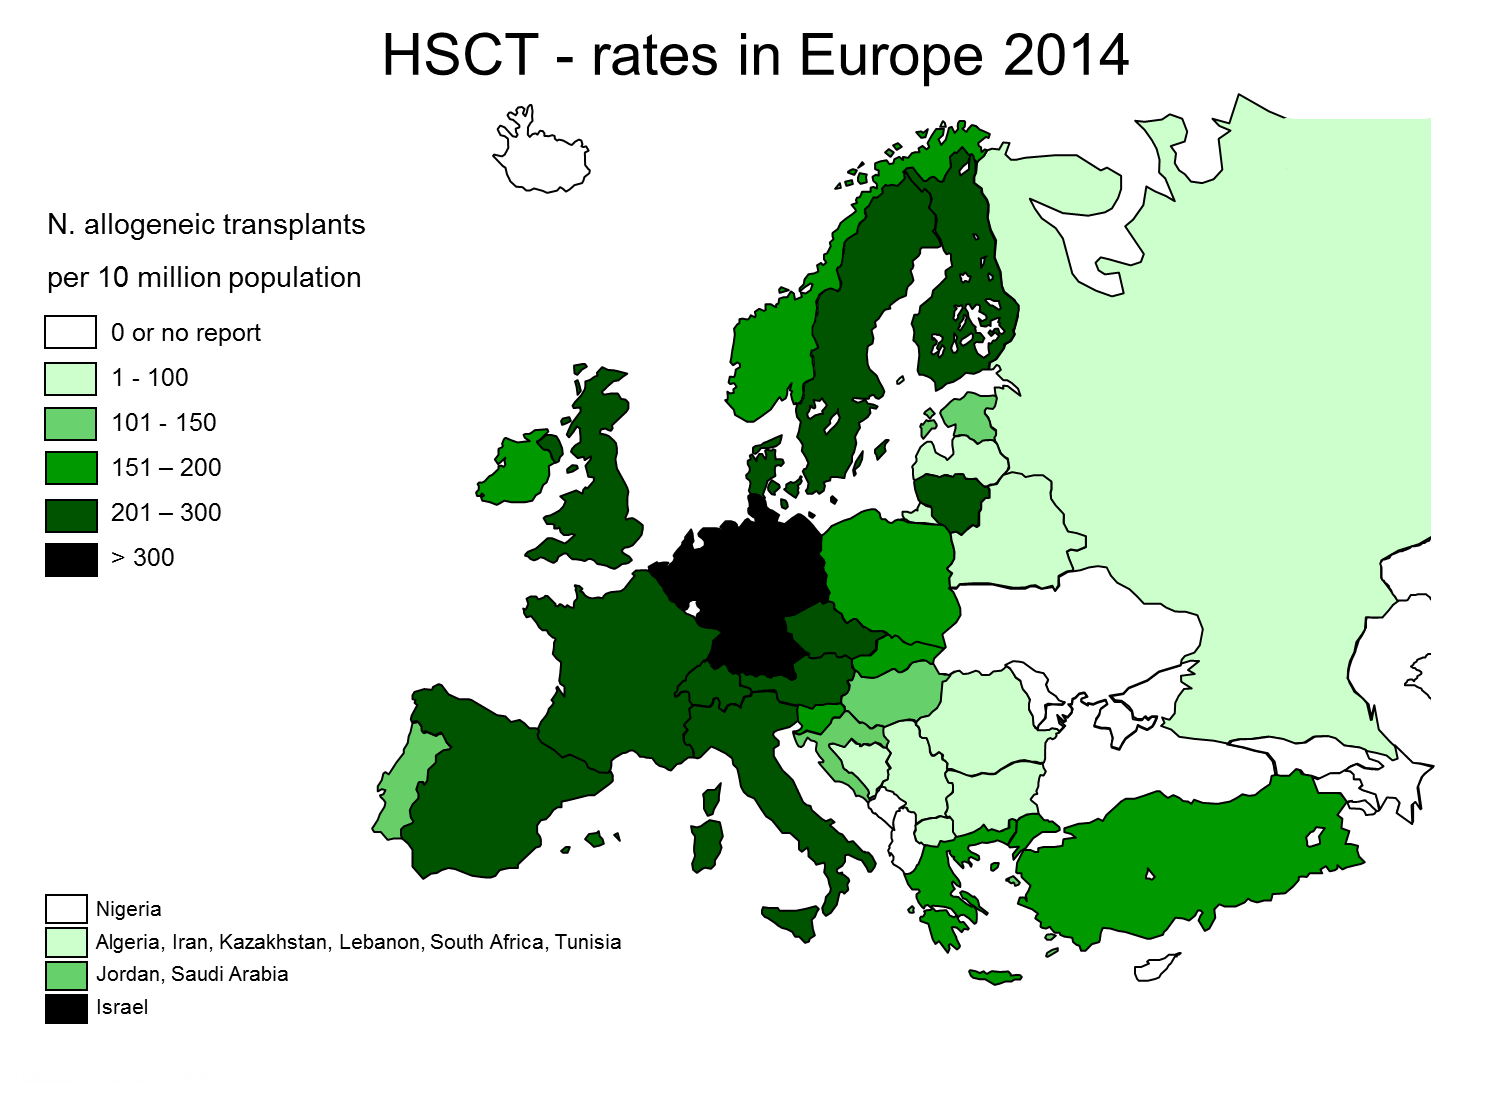 HSCT - rates in Europe 2014
N. allogeneic transplants
per 10 million population
0 or no report
1 - 100
101 - 150
151 – 200
201 – 300
> 300
Nigeria
Algeria, Iran, Kazakhstan, Lebanon, South Africa, Tunisia
Jordan, Saudi Arabia
Israel